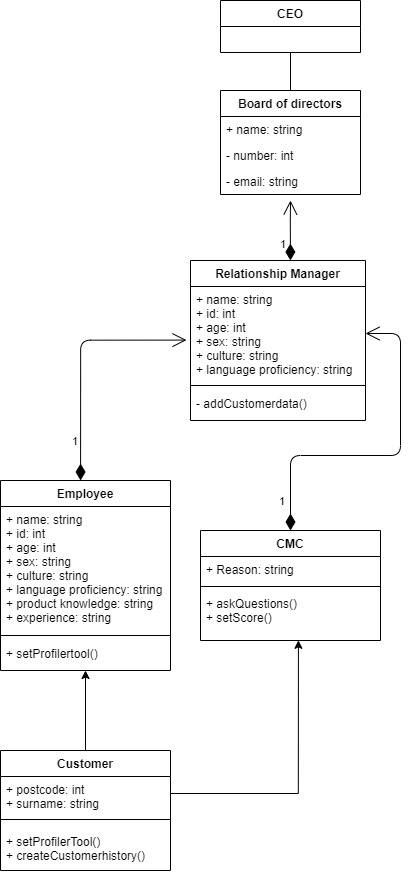 CEO
Board of directors
+ name: string
- number: int
- email: string
1
Relationship Manager
+ name: string
+ id: int
+ age: int
+ sex: string
+ culture: string
+ language proficiency: string
- addCustomerdata()
1
Employee
+ name: string
+ id: int
+ age: int
+ sex: string
+ culture: string
+ language proficiency: string
+ product knowledge: string
+ experience: string
+ setProfilertool()
1
CMC
+ Reason: string
+ askQuestions()
+ setScore()
Customer
+ postcode: int
+ surname: string
+ setProfilerTool()
+ createCustomerhistory()